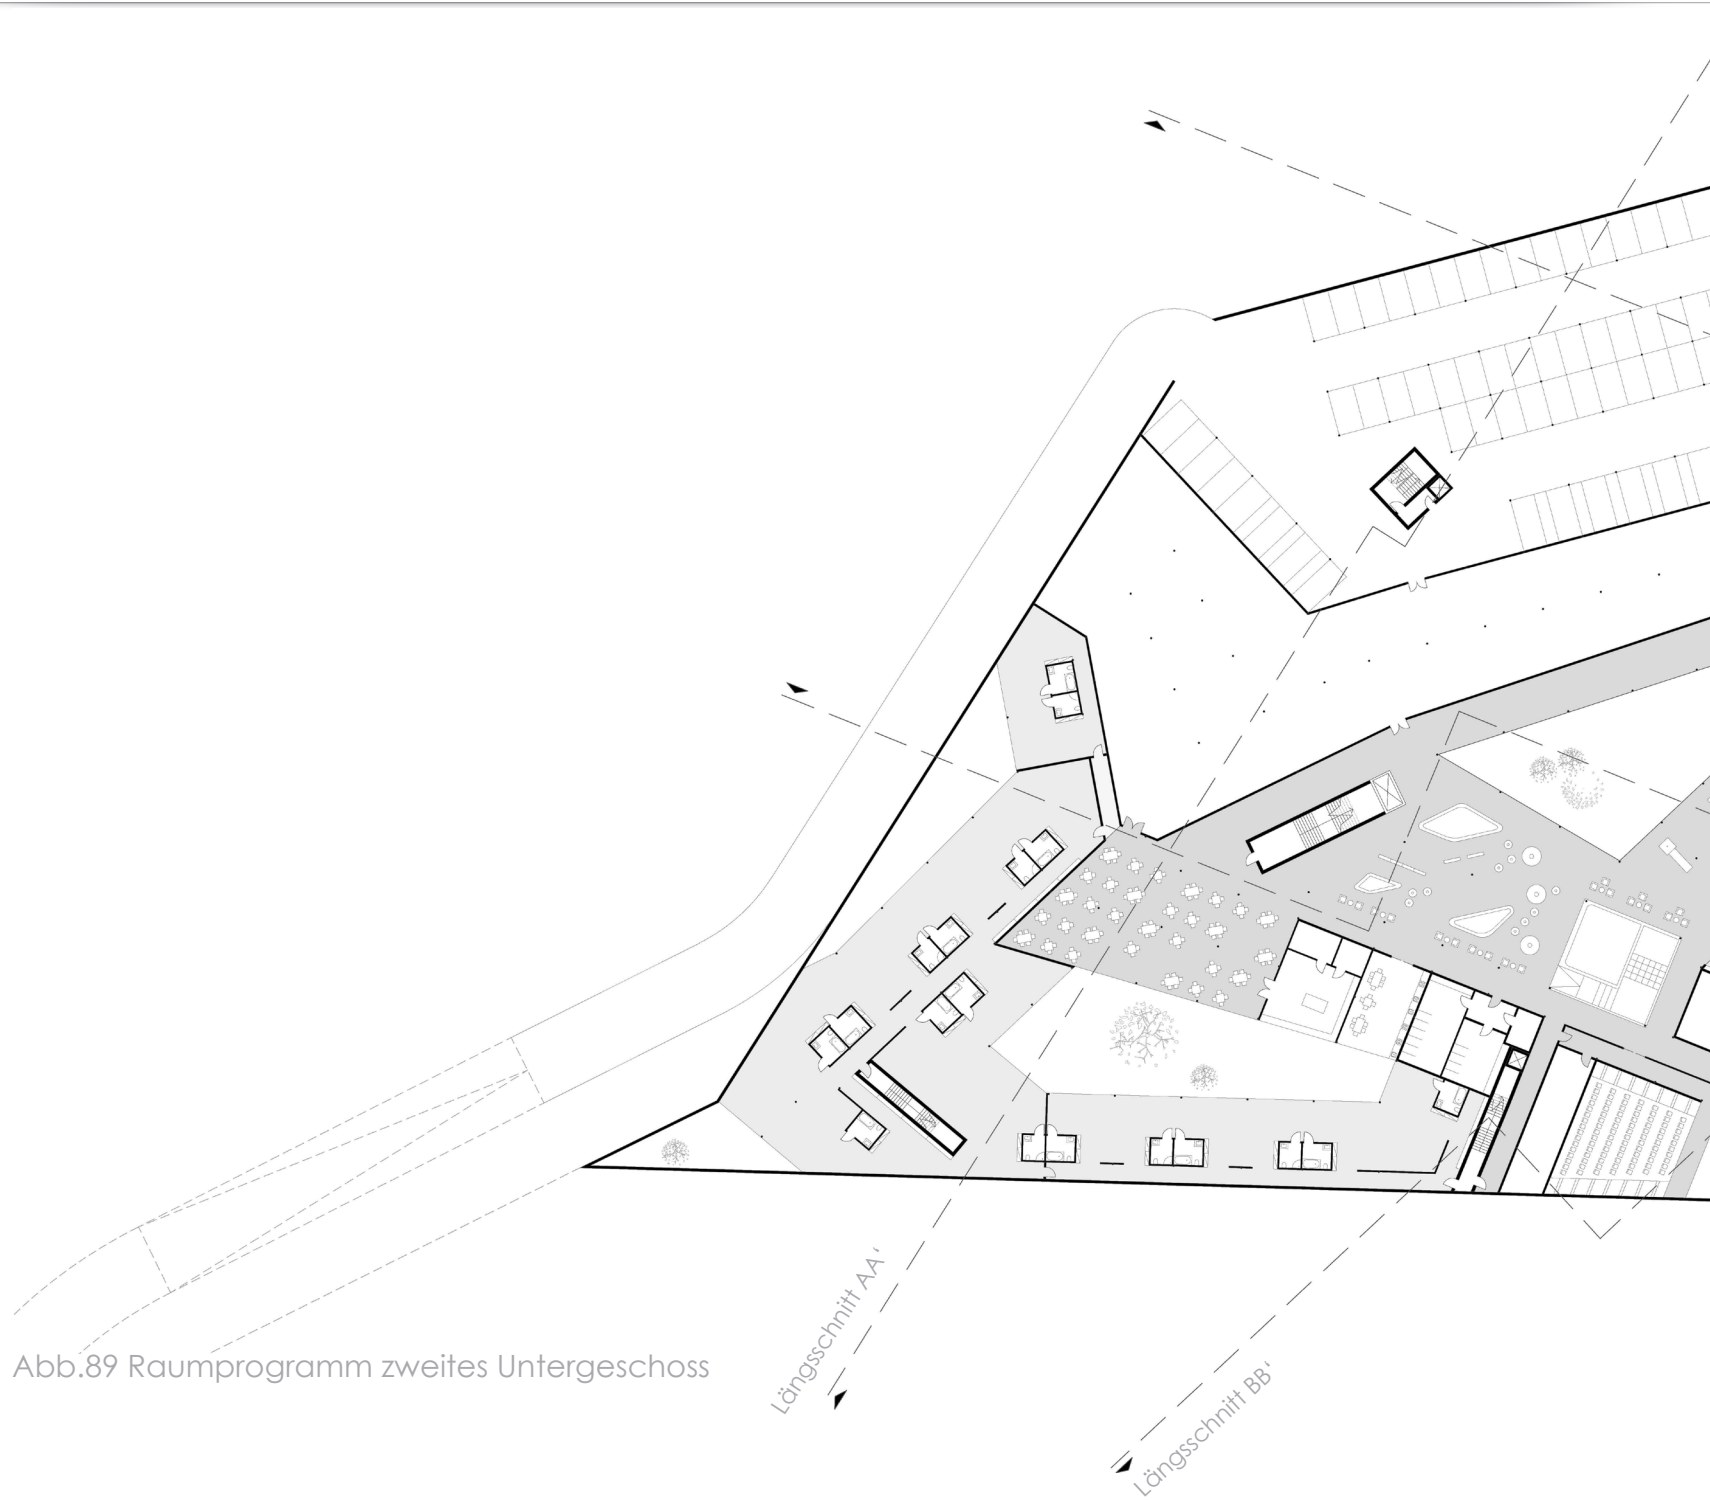 Längsschnitt AA'
Abb.89 Raumprogramm zweites Untergeschoss
Längsschnitt BB'